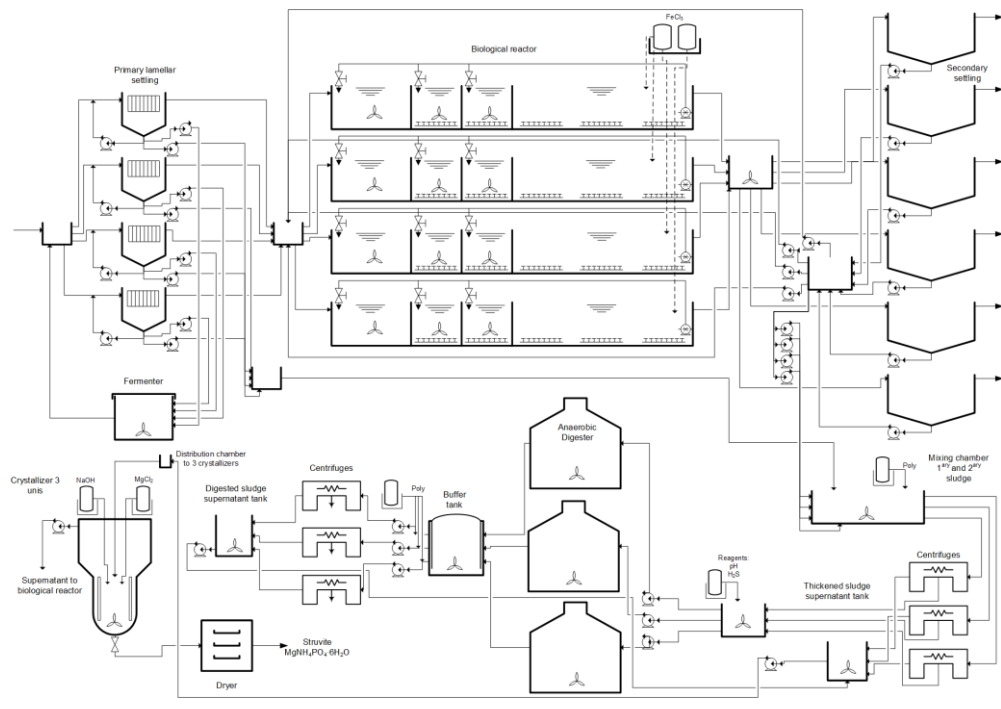 FeCl3
Biological reactor
Primary lamellar
settling
Secondary
settling
Fermenter
Distribution chamber
to 3 crystallizers
Crystallizer 3
unis
NaOH
MgCl2
Supematant to
biological reactor
Dryer
Struvite
MgNH4PO4·6H2O
Digested sludge
supernatant tank
Centrifuges
Poly
Buffer
tank
Anaerobic
Digester
Reagents:
pH
H2S
Poly
Mixing chamber
1ary and 2ary
sludge
Centrifuges
Thickened sludge
supernatant tank